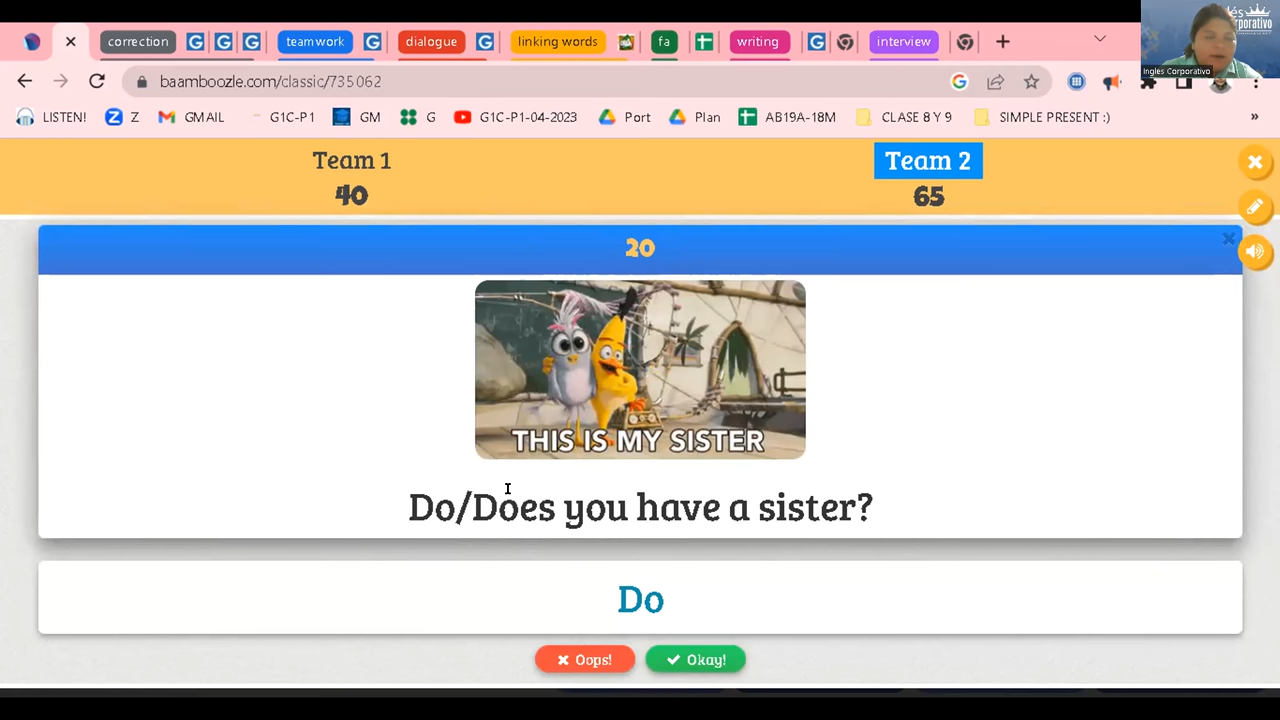 correction
teamwork
dialogue
linking words
fa
writing
interview
Inglés Corporativo
baamboozle.com/classic/735062
LISTEN!
Z
GMAIL
G1C-P1
GM
G
G1C-P1-04-2023
Port
Plan
AB19A-18M
CLASE 8 Y 9
SIMPLE PRESENT :)
»
Team 1
40
Team 2
65
20
THIS IS MY SISTER
Do/Does you have a sister?
Do
Oops!
Okay!